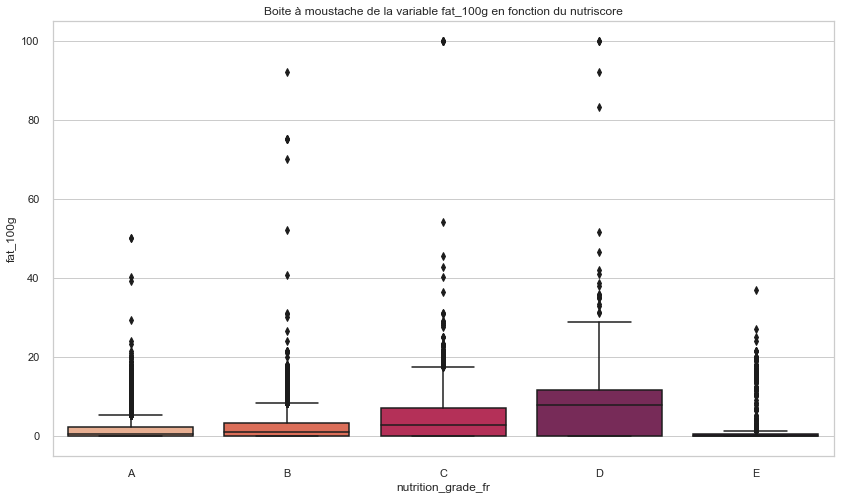 Boite à moustache de la variable fat_100g en fonction du nutriscore
100
80
60
40
20
0
fat_100g
A B C D E
nutrition_grade_fr